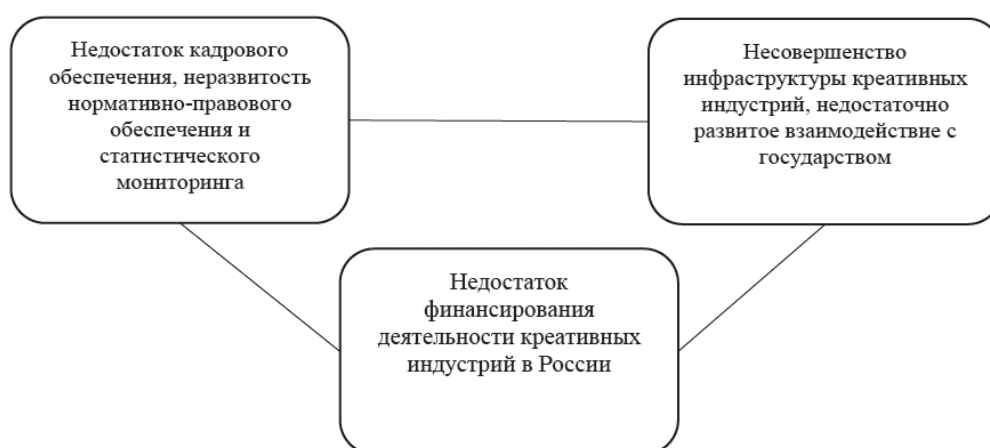 Недостаток кадрового
обеспечения, неразвитость
нормативно-правового
обеспечения и
статистического
мониторинга
Несовершенство
инфраструктуры креативных
индустрий, недостаточно
развитое взаимодействие с
государством
Недостаток
финансирования
деятельности креативных
индустрий в России